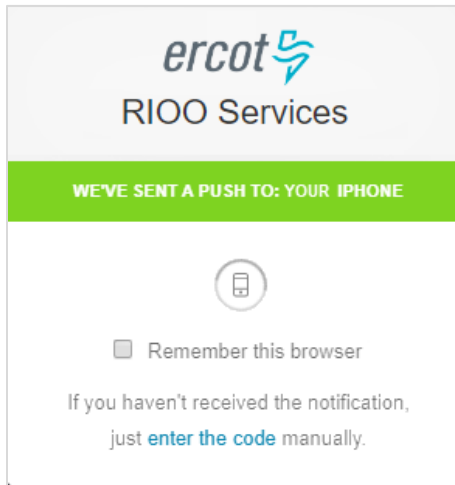 ercot
RIOO Services
WE'VE SENT A PUSH TO: YOUR IPHONE
Remember this browser
If you haven't received the notification,
just enter the code manually.